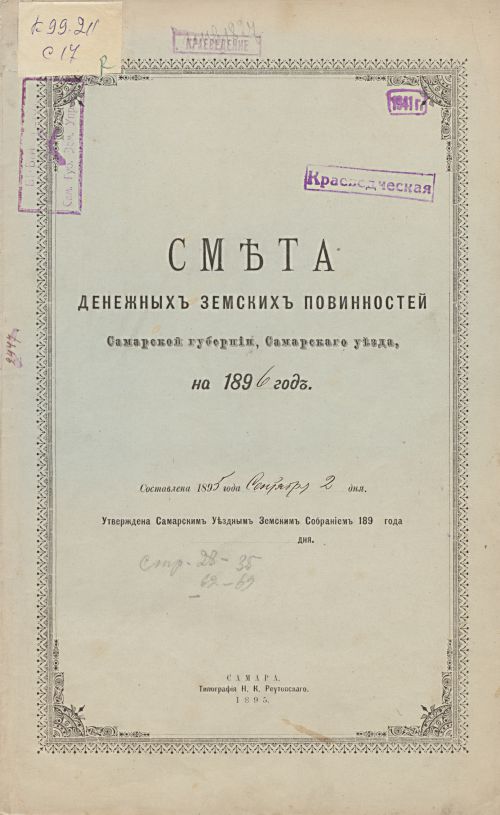 К99.211
С17
КРАЕВЕДЕНИЕ
1941 г.
Краеведческая
СМѢТА
ДЕНЕЖНЫХЪ ЗЕМСКИХЪ ПОВИННОСТЕЙ
Самарской губерніи, Самарскаго уѣзда,
на 1896 годъ.
Составлена 1895 года Сентября 2 дня.
Утверждена Самарскимъ Уѣзднымъ Земскимъ Собраніемъ 189 года
дня.
Стр. 28-35
62-69
САМАРА.
Типографія Н. К. Реутовскаго.
1895.